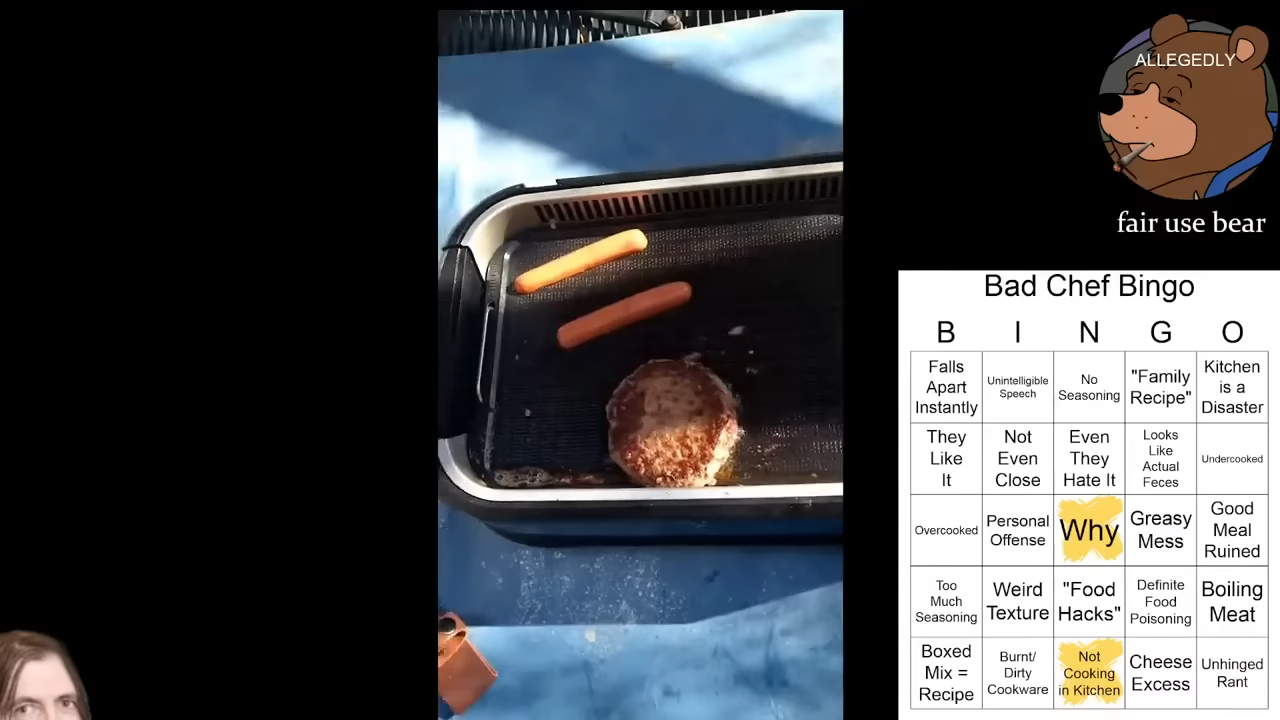 ALLEGEDLY
fair use bear
Bad Chef Bingo
B I N G O
Falls
Apart
Instantly
Unintelligible
Speech
No
Seasoning
"Family
Recipe"
Kitchen
is a
Disaster
They
Like
It
Not
Even
Close
Even
They
Hate It
Looks
Like
Actual
Feces
Undercooked
Overcooked
Personal
Offense
Why
Greasy
Mess
Good
Meal
Ruined
Too
Much
Seasoning
Weird
Texture
"Food
Hacks"
Definite
Food
Poisoning
Boiling
Meat
Boxed
Mix =
Recipe
Burnt/
Dirty
Cookware
Not
Cooking
in Kitchen
Cheese
Excess
Unhinged
Rant